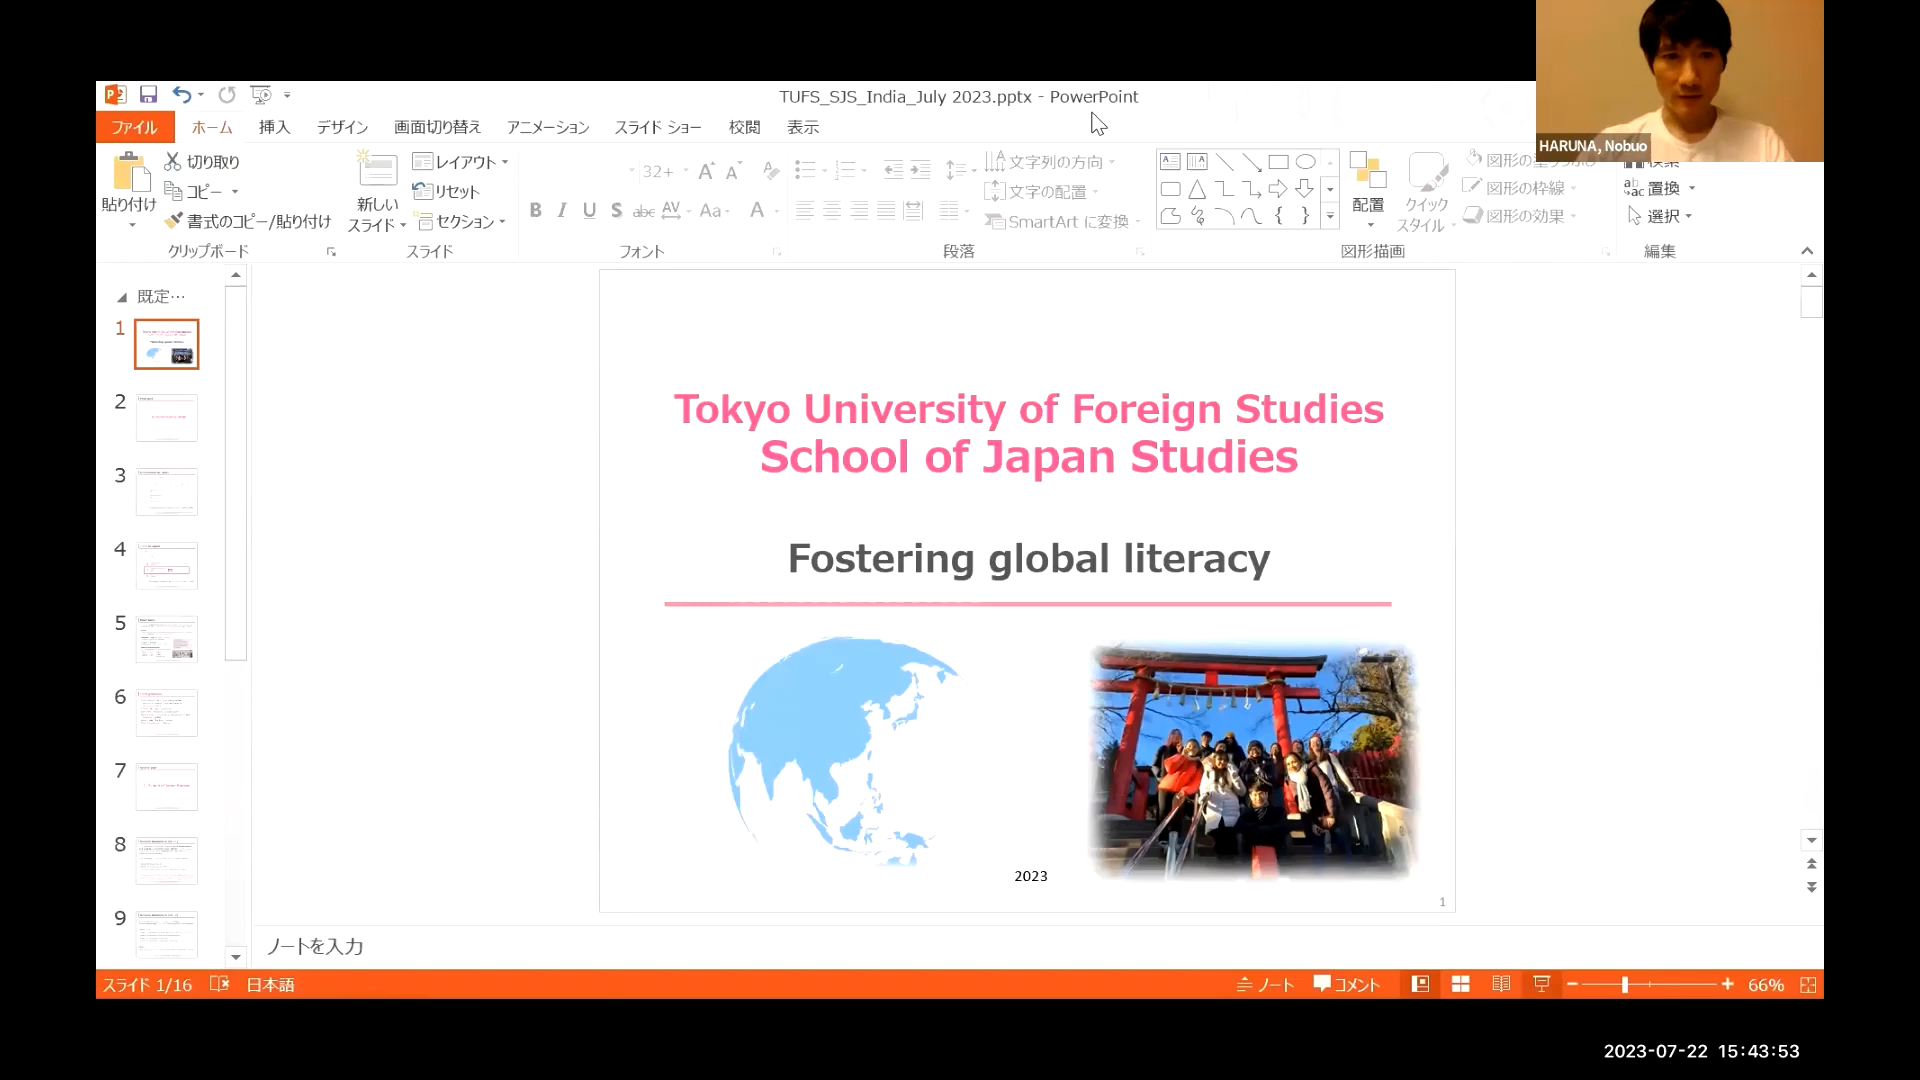 TUFS_SJS_India_July 2023.pptx - PowerPoint
HARUNA, Nobuo
ファイル ホーム 挿入 デザイン 画面切り替え アニメーション スライド ショー 校閲 表示
貼り付け
切り取り
コピー
書式のコピー/貼り付け
クリップボード
新しい
スライド
レイアウト
リセット
セクション
スライド
32+
フォント
文字列の方向
文字の配置
SmartArt に変換
段落
配置
クイック
スタイル
図形の枠線
図形の効果
図形描画
置換
選択
編集
既定…
1
2
3
4
5
6
7
8
9
Tokyo University of Foreign Studies
School of Japan Studies
Fostering global literacy
2023
1
ノートを入力
スライド 1/16 日本語 ノート コメント 66%
2023-07-22 15:43:53